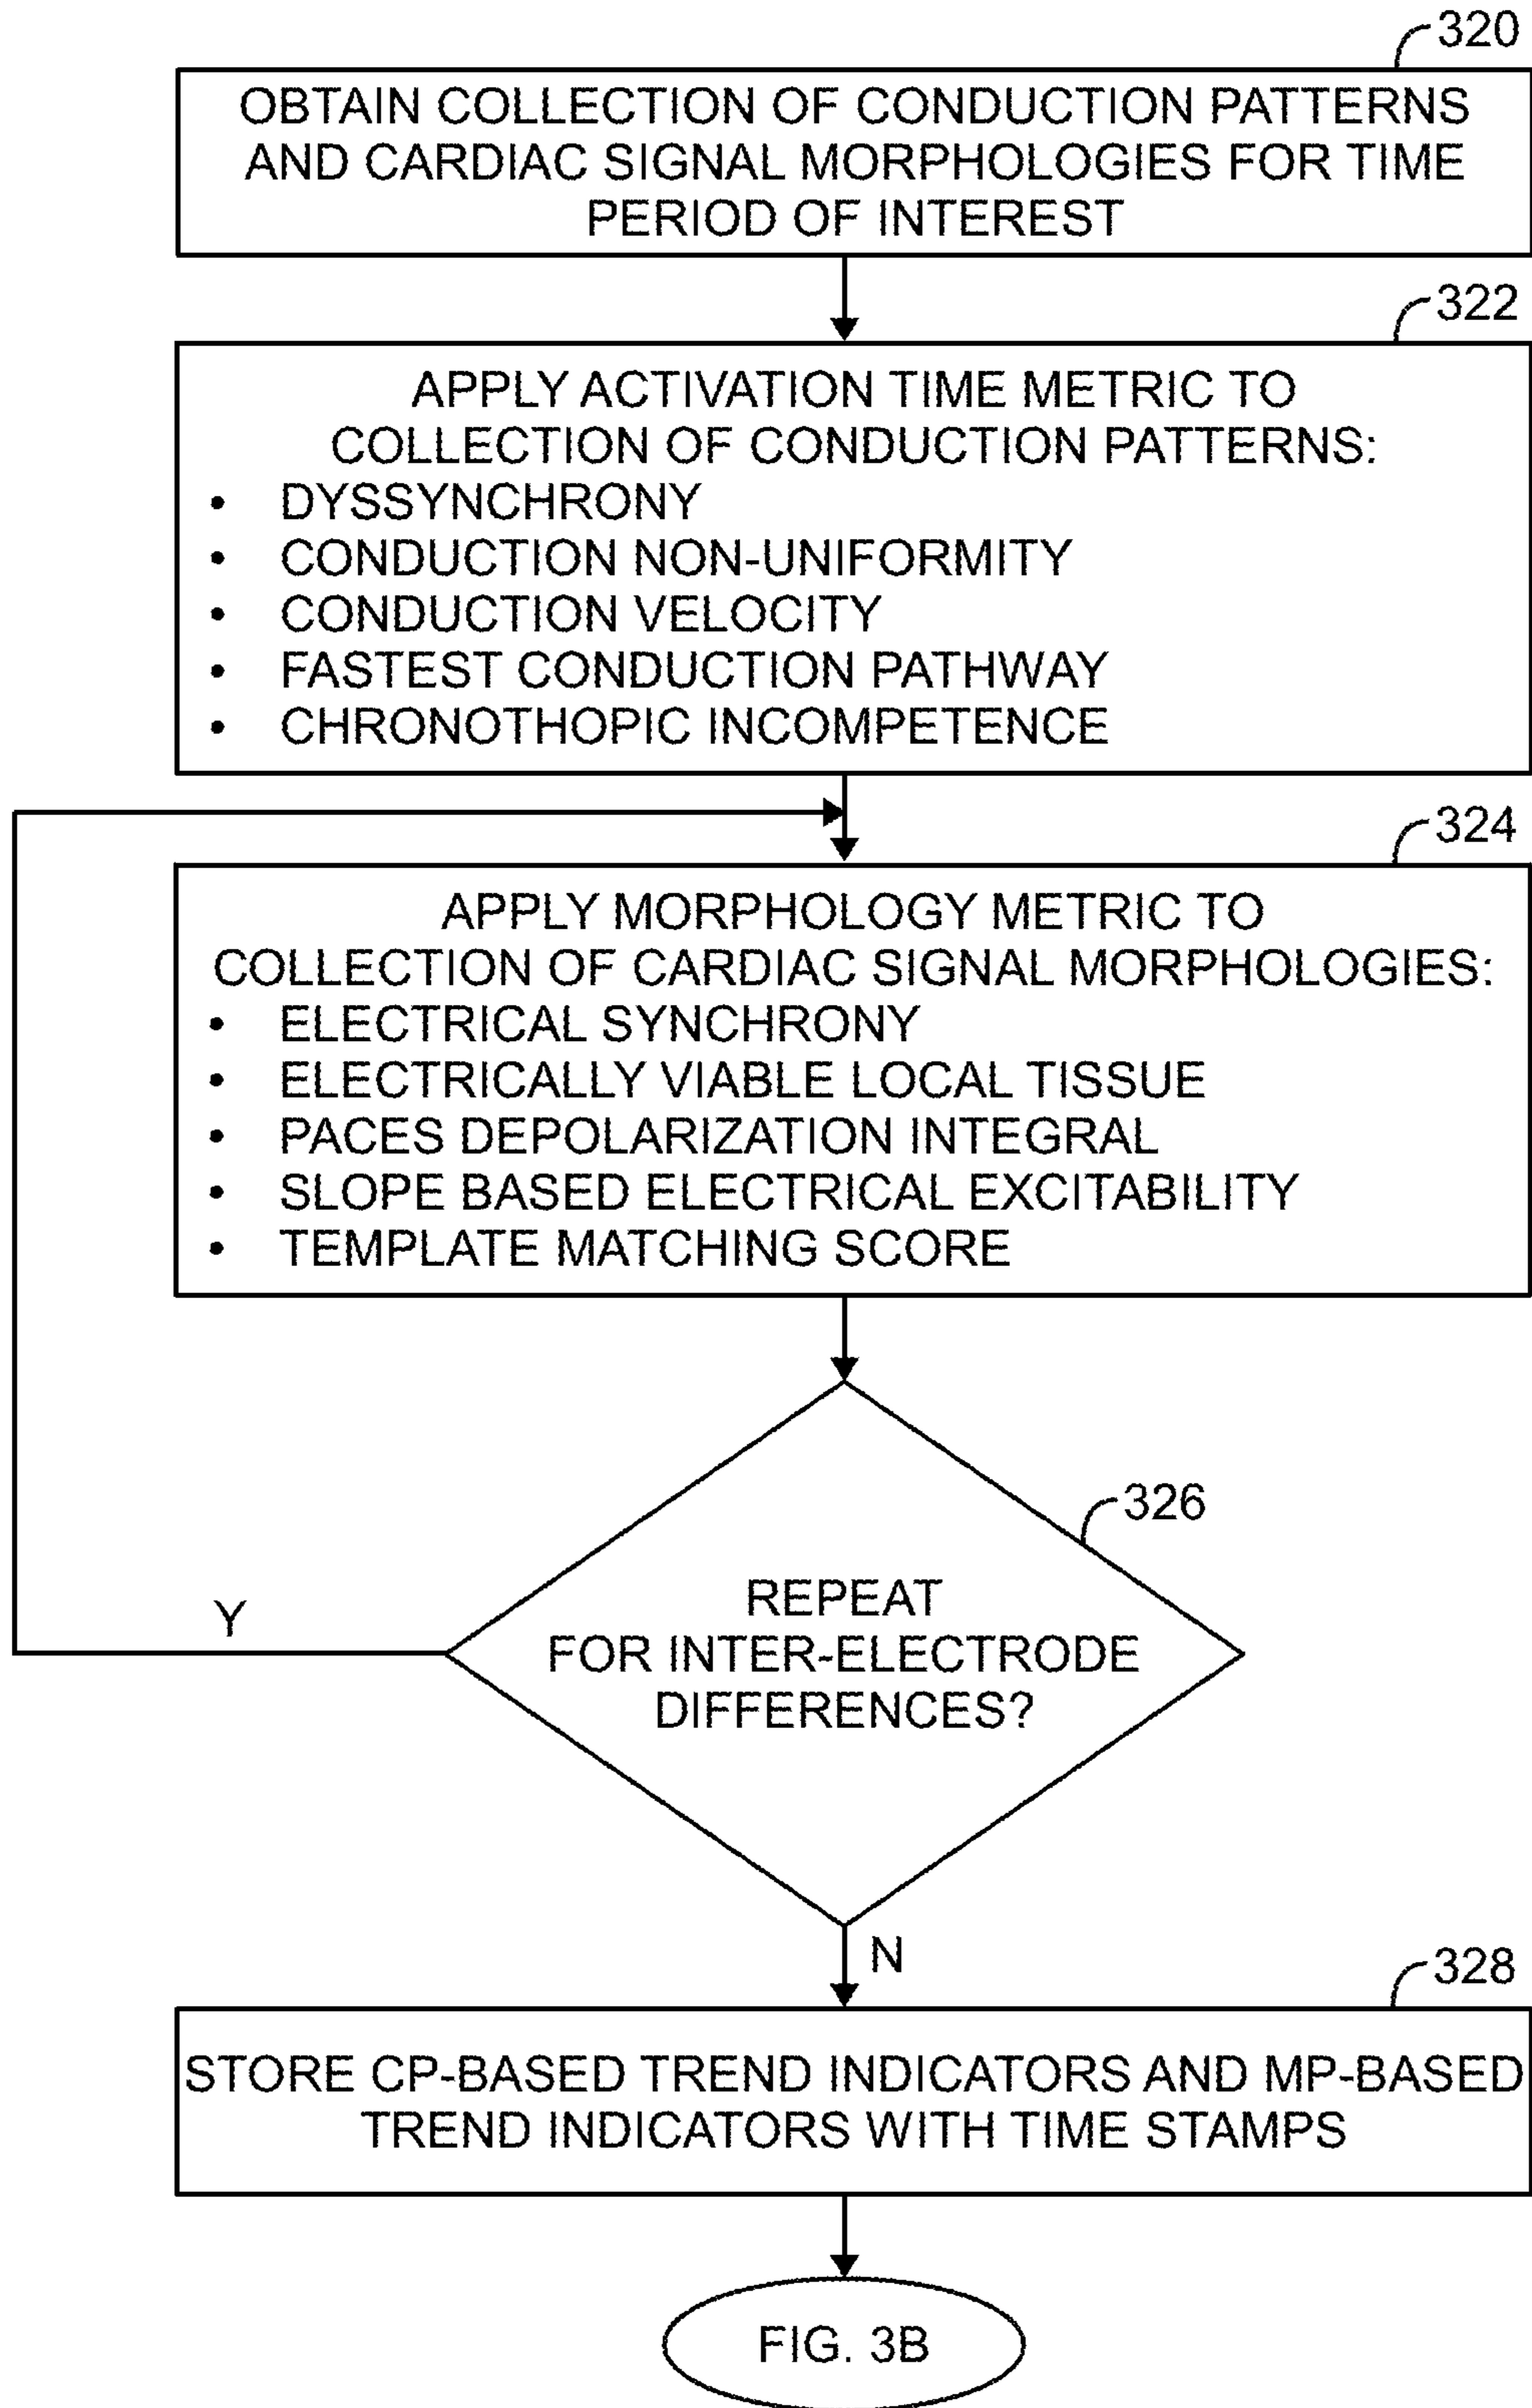 320
OBTAIN COLLECTION OF CONDUCTION PATTERNS
AND CARDIAC SIGNAL MORPHOLOGIES FOR TIME
PERIOD OF INTEREST
322
APPLY ACTIVATION TIME METRIC TO
COLLECTION OF CONDUCTION PATTERNS:
• DYSSYNCHRONY
• CONDUCTION NON-UNIFORMITY
• CONDUCTION VELOCITY
• FASTEST CONDUCTION PATHWAY
• CHRONOTHOPIC INCOMPETENCE
324
APPLY MORPHOLOGY METRIC TO
COLLECTION OF CARDIAC SIGNAL MORPHOLOGIES:
• ELECTRICAL SYNCHRONY
• ELECTRICALLY VIABLE LOCAL TISSUE
• PACES DEPOLARIZATION INTEGRAL
• SLOPE BASED ELECTRICAL EXCITABILITY
• TEMPLATE MATCHING SCORE
326
REPEAT
FOR INTER-ELECTRODE
DIFFERENCES?
Y
N
328
STORE CP-BASED TREND INDICATORS AND MP-BASED
TREND INDICATORS WITH TIME STAMPS
FIG. 3B